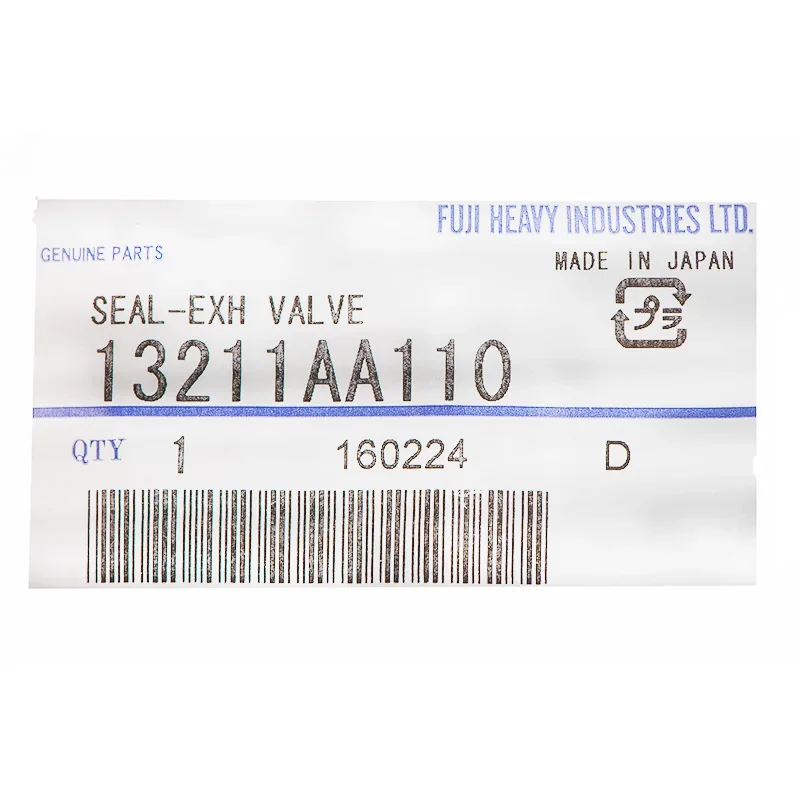 FUJI HEAVY INDUSTRIES LTD.
GENUINE PARTS
MADE IN JAPAN
SEAL-EXH VALVE
プラ
13211AA110
QTY 1 160224 D